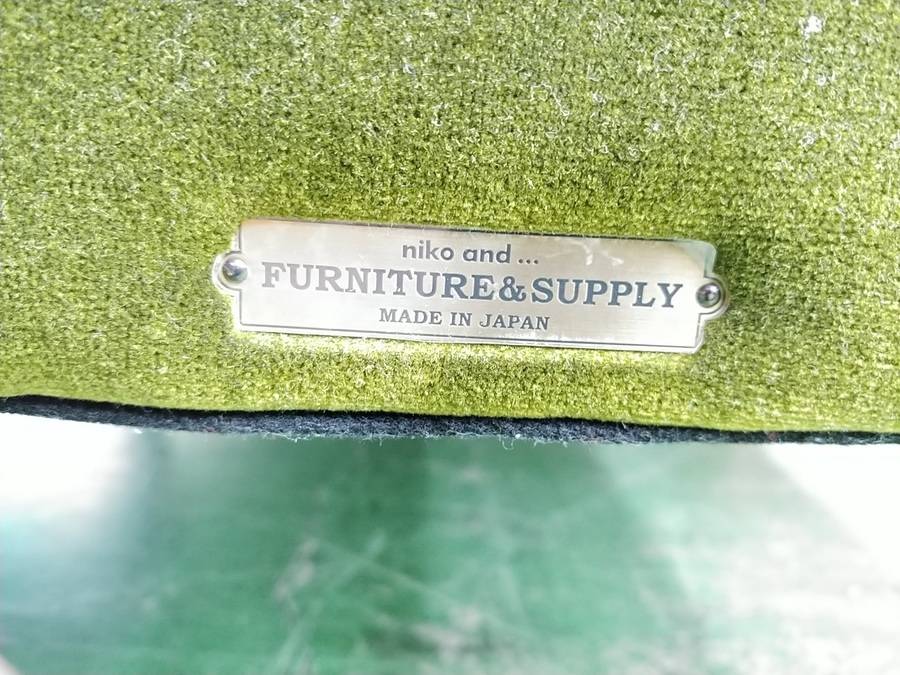 niko and ...
FURNITURE&SUPPLY
MADE IN JAPAN